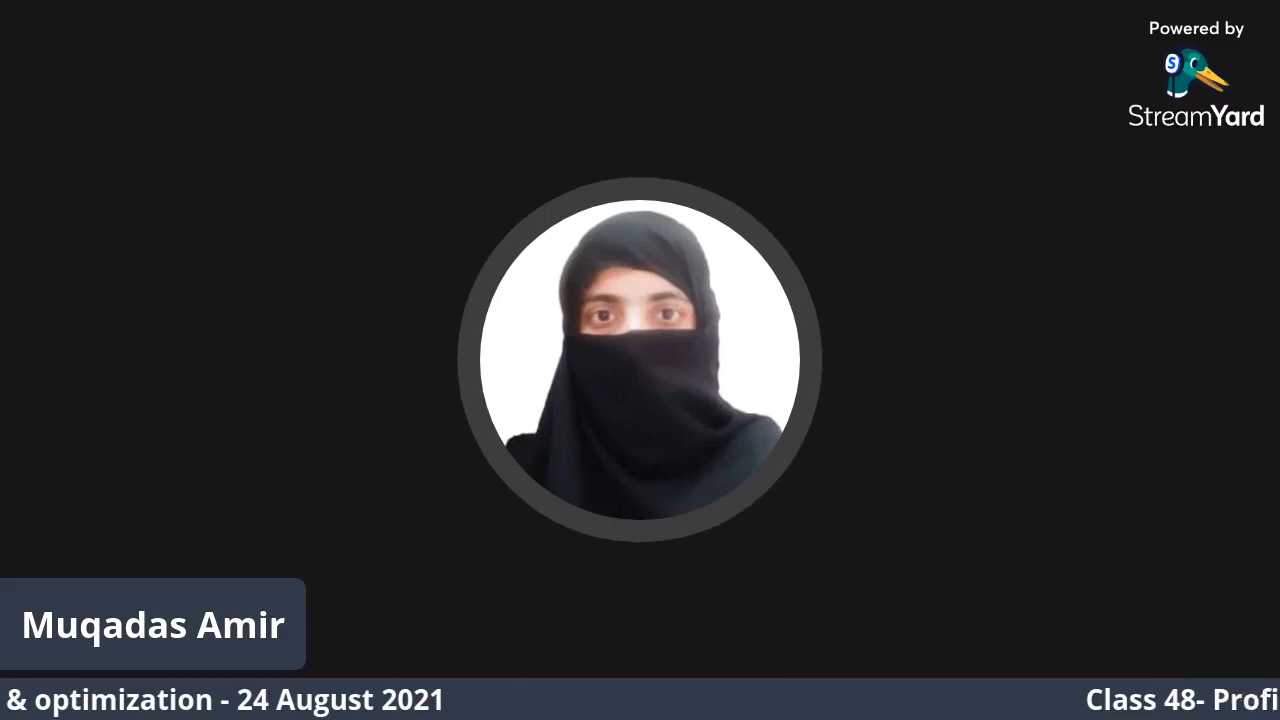 Powered by
S
StreamYard
Muqadas Amir
& optimization - 24 August 2021
Class 48- Profi